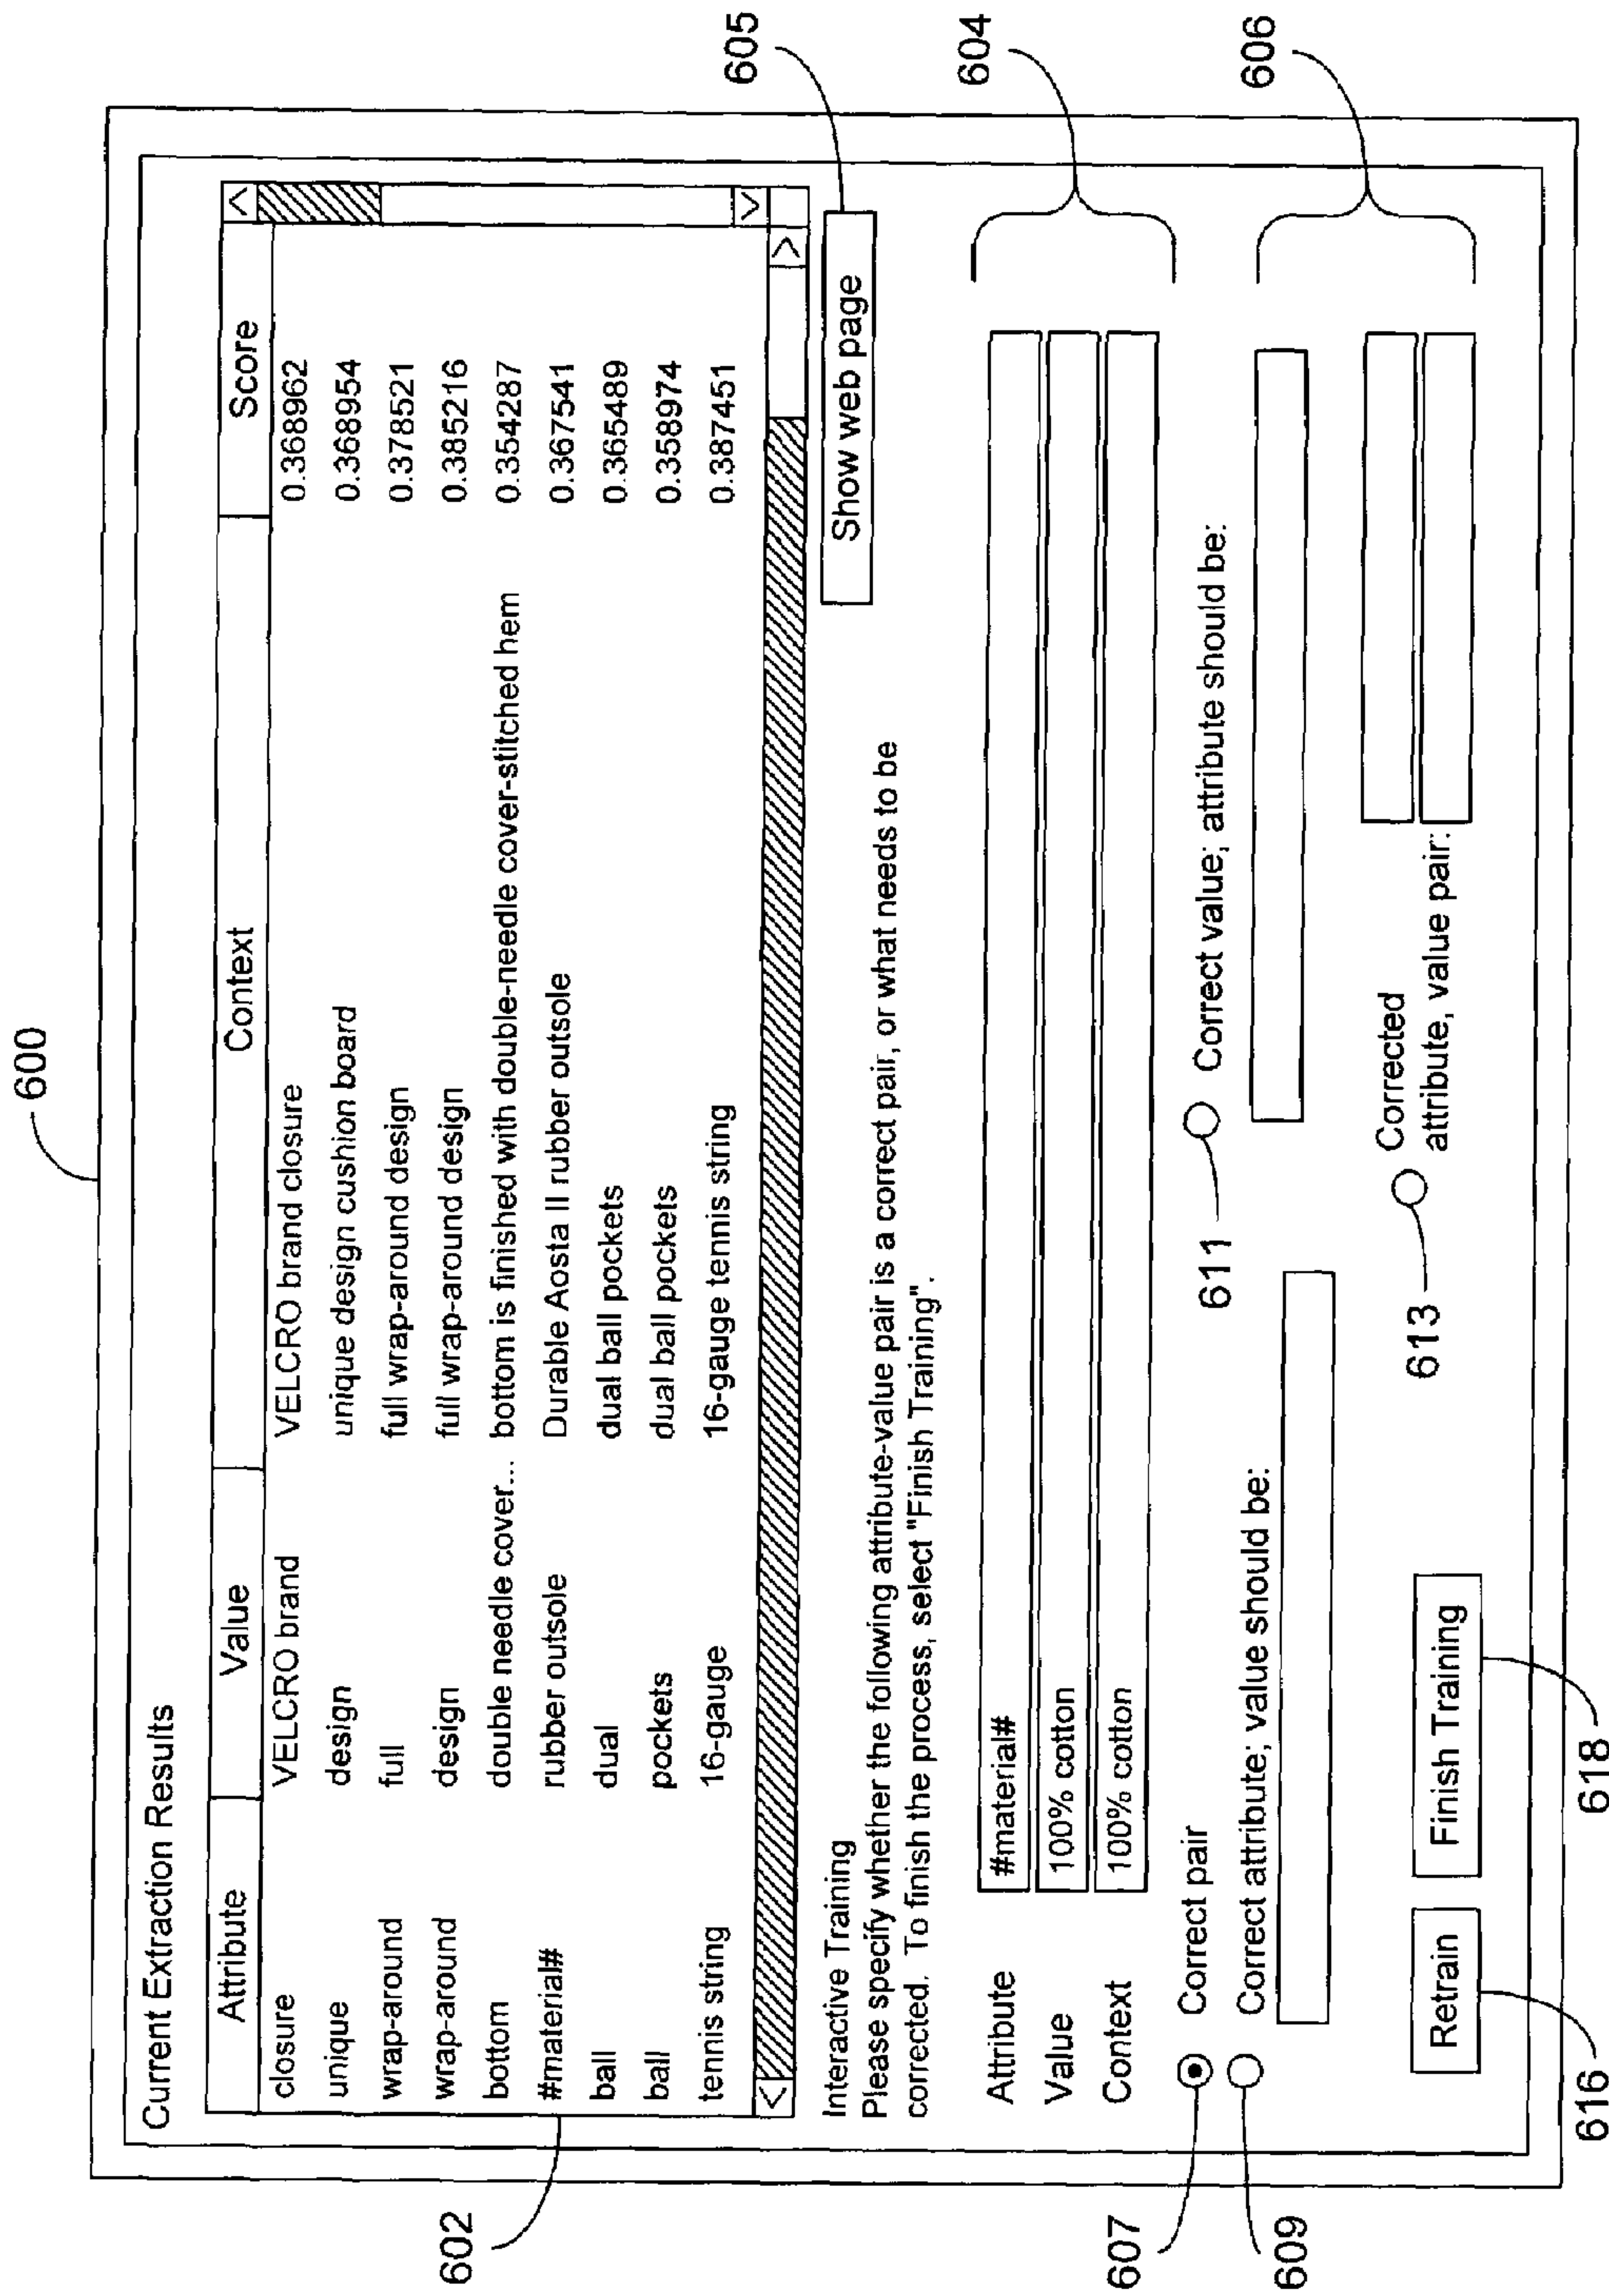 600
Current Extraction Results
Attribute Value Context Score
closure VELCRO brand VELCRO brand closure 0.368962
unique design unique design cushion board 0.368954
wrap-around full full wrap-around design 0.378521
wrap-around design full wrap-around design 0.385216
bottom double needle cover... bottom is finished with double-needle cover-stitched hem 0.354287
#material# rubber outsole Durable Aosta II rubber outsole 0.367541
ball dual dual ball pockets 0.365489
ball pockets dual ball pockets 0.358974
tennis string 16-gauge 16-gauge tennis string 0.387451
602
Show web page
605
Interactive Training
Please specify whether the following attribute-value pair is a correct pair, or what needs to be
corrected. To finish the process, select "Finish Training".
Attribute #material#
Value 100% cotton
Context 100% cotton
604
607
Correct pair
611
Correct value; attribute should be:
609
Correct attribute; value should be:
606
613
Corrected
attribute, value pair:
Retrain
Finish Training
616
618